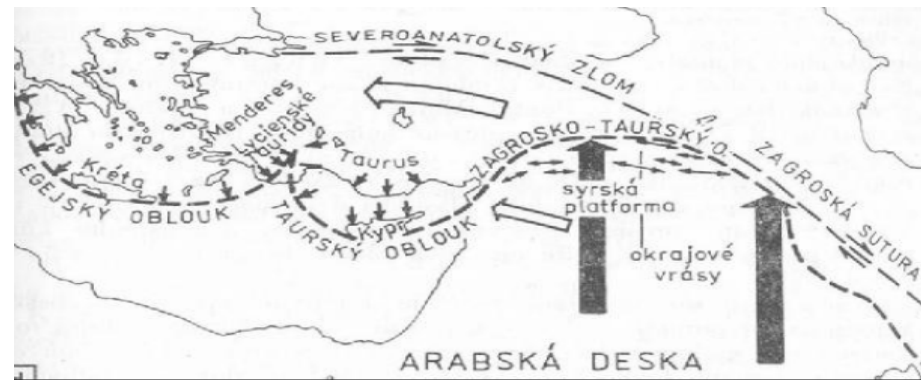 SEVEROANATOLSKÝ ZLOM
Menderes
Lycienské
Tauridy
Taurus
Kréta
EGEJSKÝ OBLOUK
TAURSKÝ OBLOUK
Kypr
ZAGROSKO-TAURSKÝ O.
ZAGROSKÁ SUTURA
syrská
platforma
okrajové
vrásy
ARABSKÁ DESKA